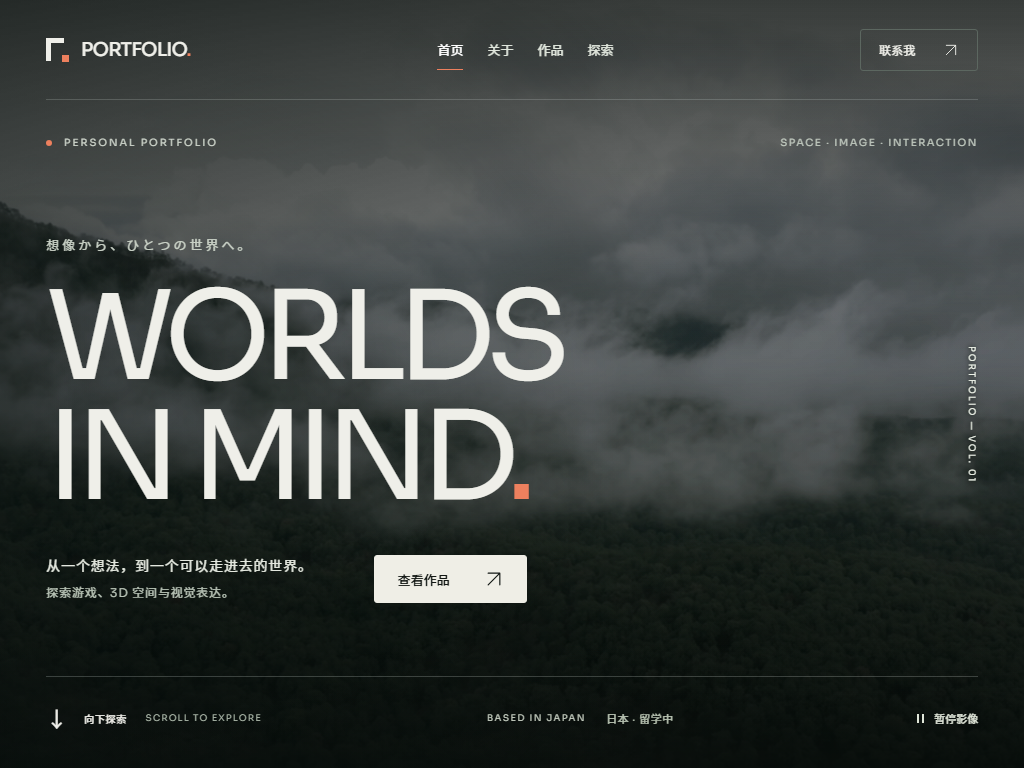 PORTFOLIO.
首页 关于 作品 探索
联系我
PERSONAL PORTFOLIO
SPACE · IMAGE · INTERACTION
想像から、ひとつの世界へ。
WORLDS
IN MIND.
PORTFOLIO — VOL. 01
从一个想法，到一个可以走进去的世界。
探索游戏、3D 空间与视觉表达。
查看作品
向下探索 SCROLL TO EXPLORE
BASED IN JAPAN 日本 · 留学中
暂停影像